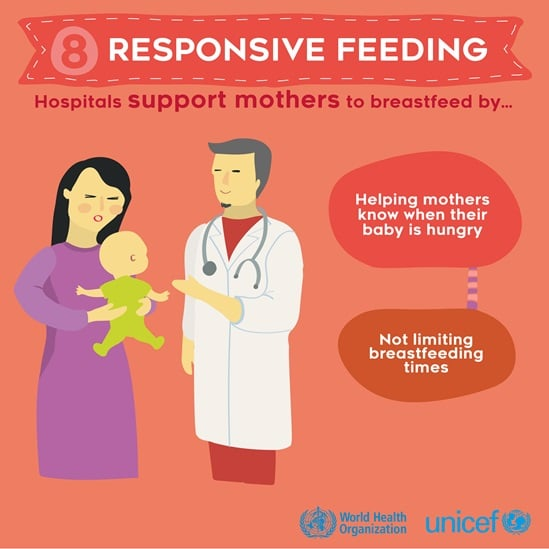 8 RESPONSIVE FEEDING
Hospitals support mothers to breastfeed by...
Helping mothers
know when their
baby is hungry
Not limiting
breastfeeding
times
World Health
Organization
unicef